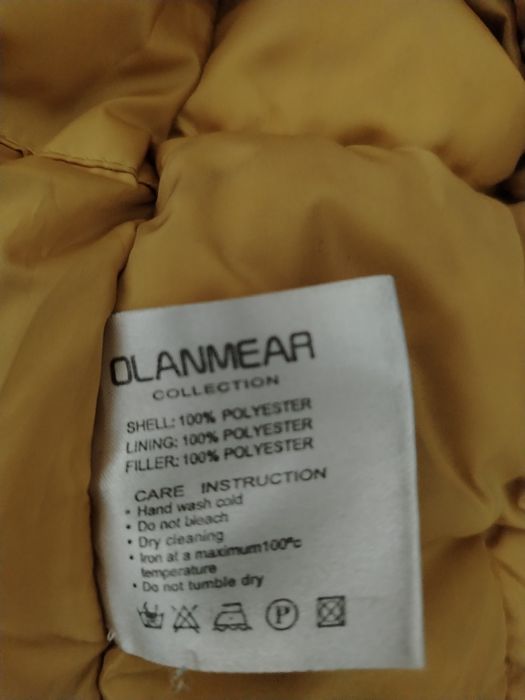 OLANMEAR
COLLECTION
SHELL: 100% POLYESTER
LINING: 100% POLYESTER
FILLER: 100% POLYESTER
CARE INSTRUCTION
• Hand wash cold
• Do not bleach
• Dry cleaning
• Iron at a maximum100°c
temperature
• Do not tumble dry
P